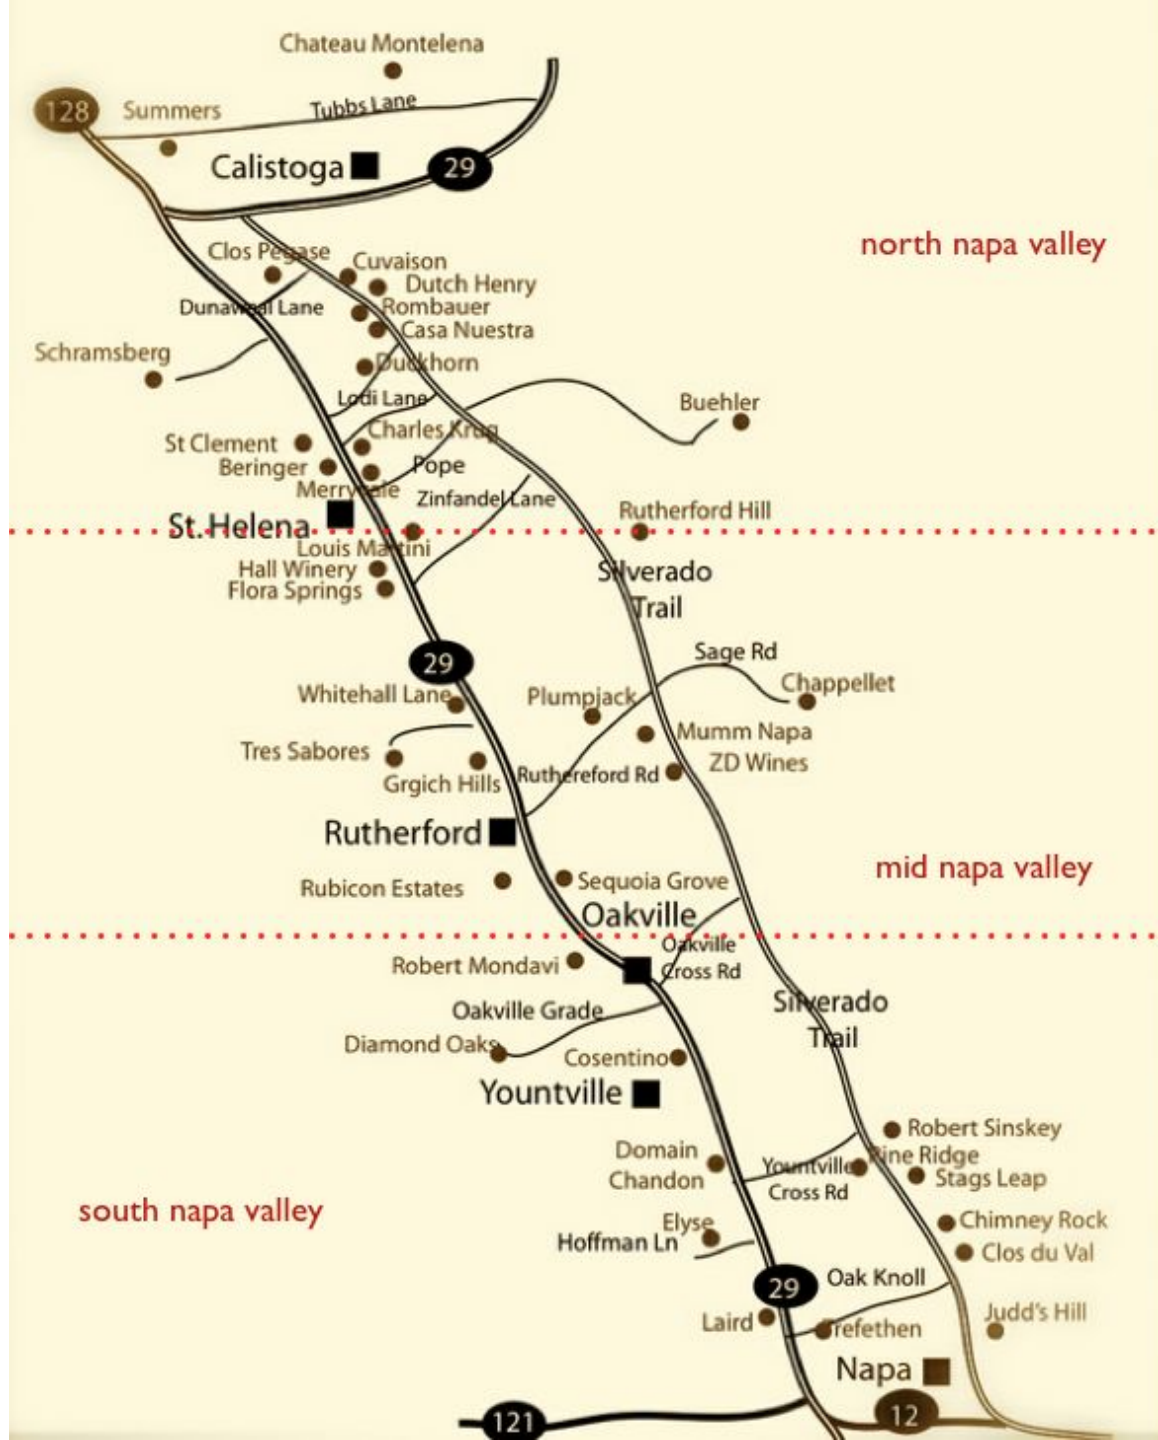 Chateau Montelena
128
Summers
Tubbs Lane
Calistoga
29
north napa valley
Clos Pegase
Cuvaison
Dutch Henry
Dunaweal Lane
Rombauer
Casa Nuestra
Schramsberg
Duckhorn
Lodi Lane
Buehler
Charles Krug
St Clement
Beringer
Pope
Merryvale
Zinfandel Lane
Rutherford Hill
St. Helena
Louis Martini
Hall Winery
Flora Springs
Silverado
Trail
Sage Rd
29
Chappellet
Whitehall Lane
Plumpjack
Mumm Napa
Tres Sabores
ZD Wines
Grgich Hills
Ruthereford Rd
Rutherford
mid napa valley
Rubicon Estates
Sequoia Grove
Oakville
Oakville
Cross Rd
Robert Mondavi
Silverado
Trail
Oakville Grade
Diamond Oaks
Cosentino
Yountville
Robert Sinskey
Domain
Chandon
Pine Ridge
Yountville
Cross Rd
Stags Leap
south napa valley
Elyse
Chimney Rock
Hoffman Ln
Clos du Val
29
Oak Knoll
Laird
Judd's Hill
Trefethen
Napa
121
12